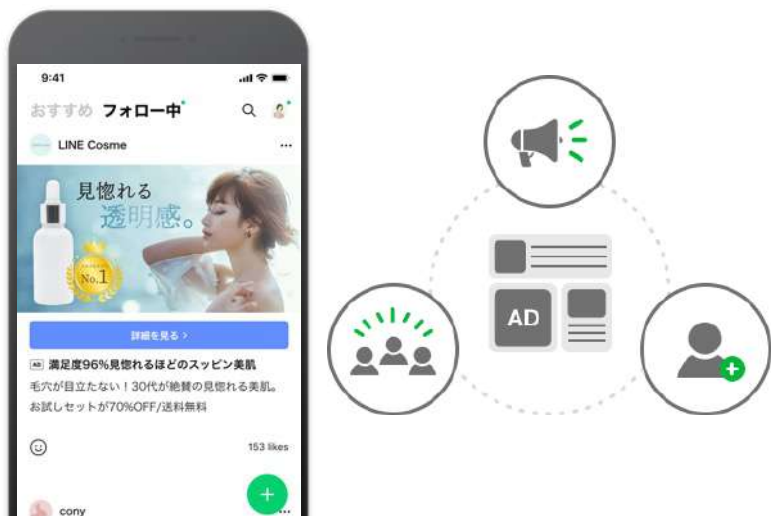 9:41
おすすめ フォロー中
LINE Cosme
見惚れる
透明感。
No.1
詳細を見る >
AD 満足度96%見惚れるほどのスッピン美肌
毛穴が目立たない！30代が絶賛の見惚れる美肌。
お試しセットが70%OFF/送料無料
153 likes
cony
AD